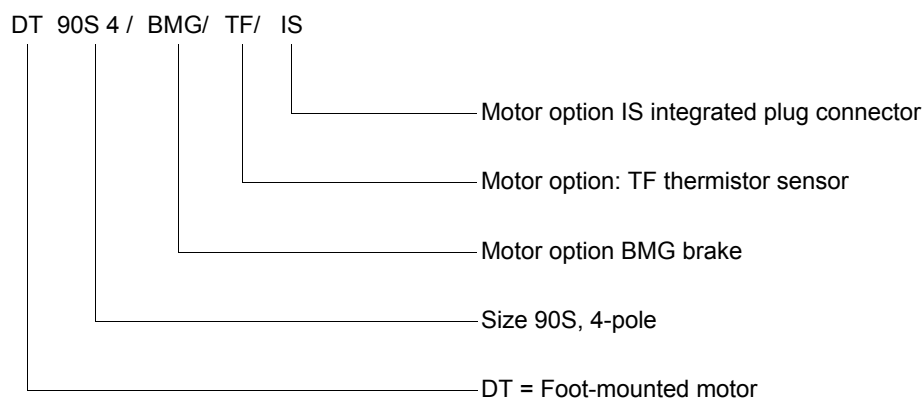 DT 90S 4 / BMG/ TF/ IS
Motor option IS integrated plug connector
Motor option: TF thermistor sensor
Motor option BMG brake
Size 90S, 4-pole
DT = Foot-mounted motor